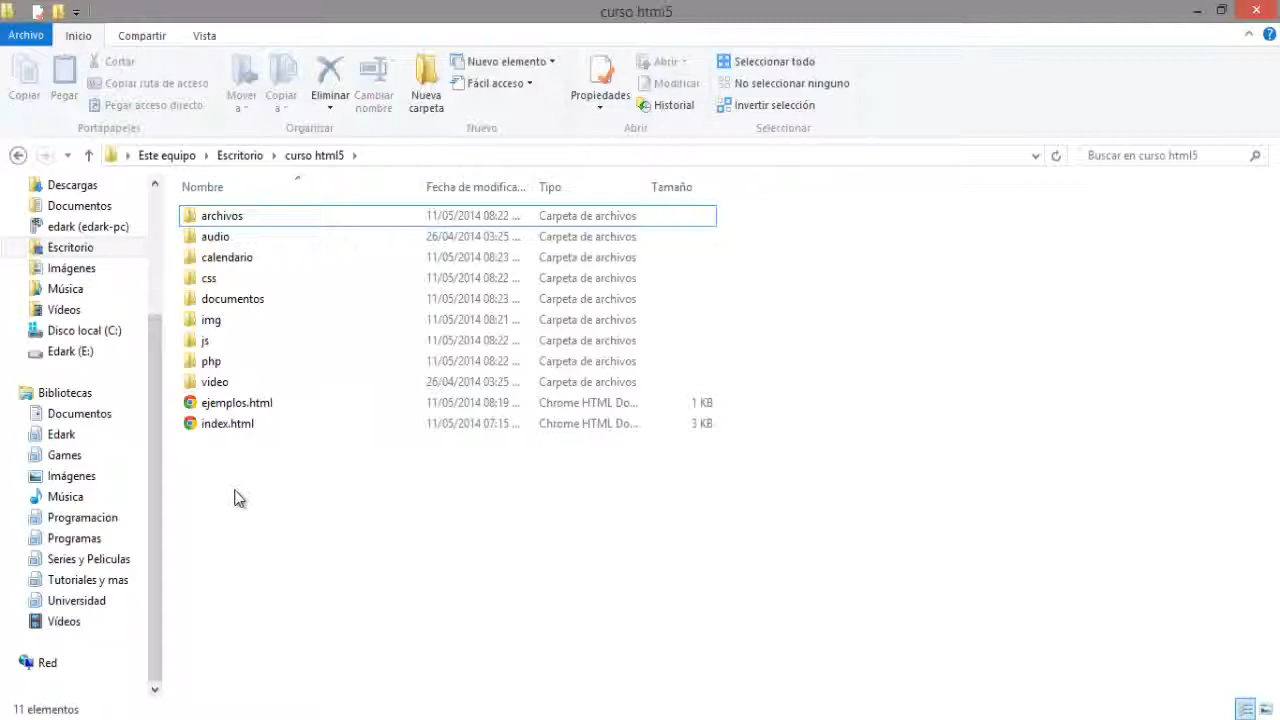 curso html5
Archivo Inicio Compartir Vista
Copiar Pegar Cortar
Copiar ruta de acceso
Pegar acceso directo
Portapapeles
Mover a Copiar a Eliminar Cambiar nombre
Organizar
Nueva carpeta
Nuevo elemento
Fácil acceso
Nuevo
Propiedades
Abrir
Modificar
Historial
Abrir
Seleccionar todo
No seleccionar ninguno
Invertir selección
Seleccionar
Este equipo Escritorio curso html5
Buscar en curso html5
Descargas
Documentos
edark (edark-pc)
Escritorio
Imágenes
Música
Vídeos
Disco local (C:)
Edark (E:)
Bibliotecas
Documentos
Edark
Games
Imágenes
Música
Programacion
Programas
Series y Peliculas
Tutoriales y mas
Universidad
Vídeos
Red
Nombre Fecha de modifica... Tipo Tamaño
archivos 11/05/2014 08:22 ... Carpeta de archivos
audio 26/04/2014 03:25 ... Carpeta de archivos
calendario 11/05/2014 08:23 ... Carpeta de archivos
css 11/05/2014 08:22 ... Carpeta de archivos
documentos 11/05/2014 08:23 ... Carpeta de archivos
img 11/05/2014 08:21 ... Carpeta de archivos
js 11/05/2014 08:22 ... Carpeta de archivos
php 11/05/2014 08:22 ... Carpeta de archivos
video 26/04/2014 03:25 ... Carpeta de archivos
ejemplos.html 11/05/2014 08:19 ... Chrome HTML Do... 1 KB
index.html 11/05/2014 07:15 ... Chrome HTML Do... 3 KB
11 elementos